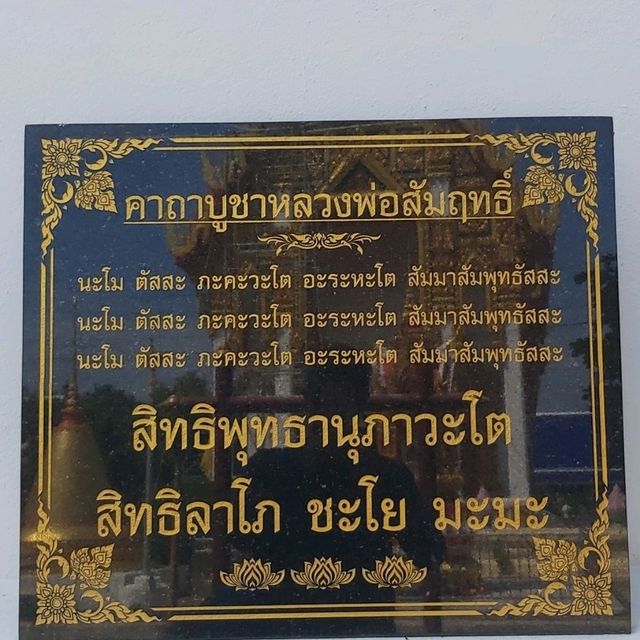 คาถาบูชาหลวงพ่อสัมฤทธิ์
นะโม ตัสสะ ภะคะวะโต อะระหะโต สัมมาสัมพุทธัสสะ
นะโม ตัสสะ ภะคะวะโต อะระหะโต สัมมาสัมพุทธัสสะ
นะโม ตัสสะ ภะคะวะโต อะระหะโต สัมมาสัมพุทธัสสะ
สิทธิพุทธานุภาวะโต
สิทธิลาโภ ชะโย มะมะ